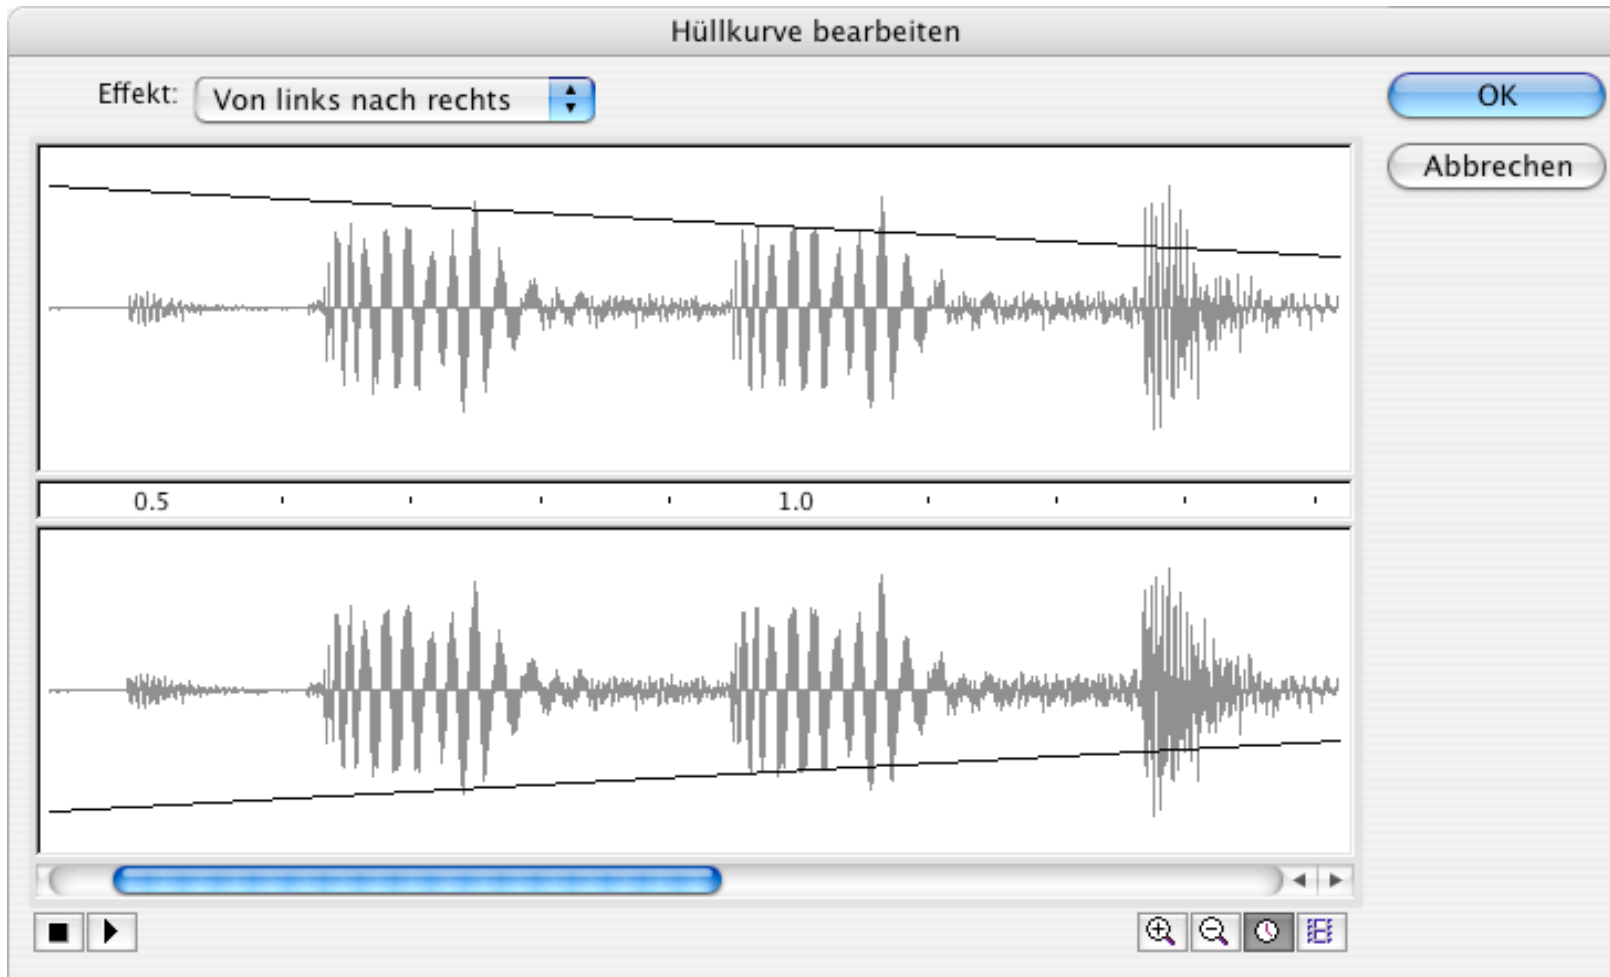 Hüllkurve bearbeiten
Effekt: Von links nach rechts
OK
Abbrechen
0.5 1.0